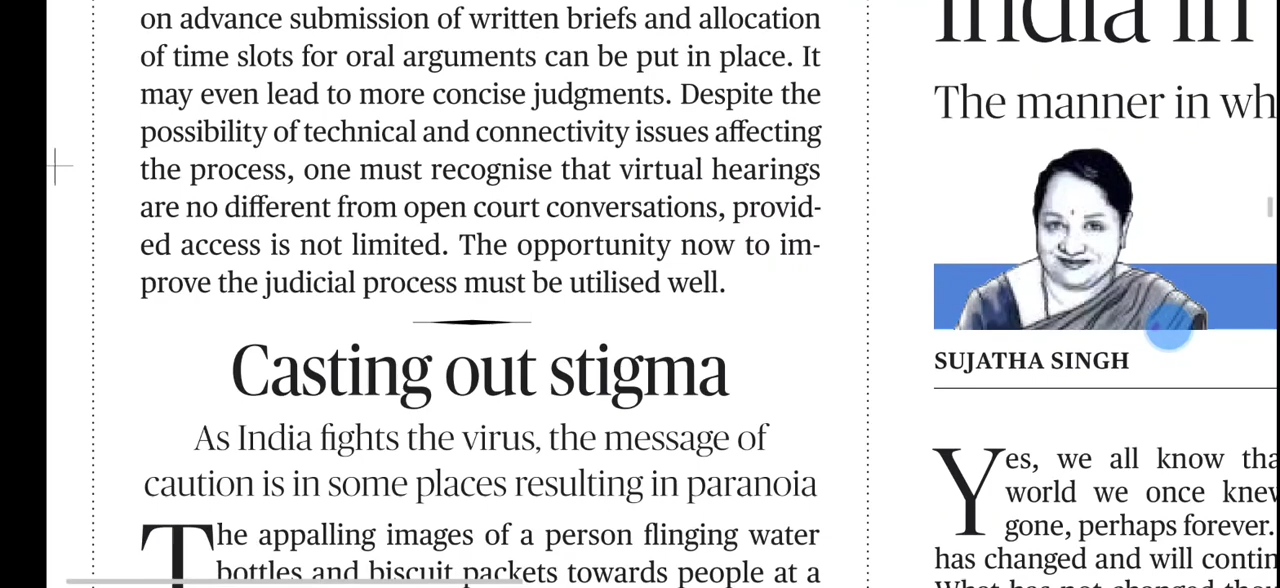 on advance submission of written briefs and allocation
of time slots for oral arguments can be put in place. It
may even lead to more concise judgments. Despite the
possibility of technical and connectivity issues affecting
the process, one must recognise that virtual hearings
are no different from open court conversations, provid-
ed access is not limited. The opportunity now to im-
prove the judicial process must be utilised well.
Casting out stigma
As India fights the virus, the message of
caution is in some places resulting in paranoia
The appalling images of a person flinging water
bottles and biscuit packets towards people at a
India in
The manner in wh
SUJATHA SINGH
Yes, we all know tha
world we once knew
gone, perhaps forever.
has changed and will contin